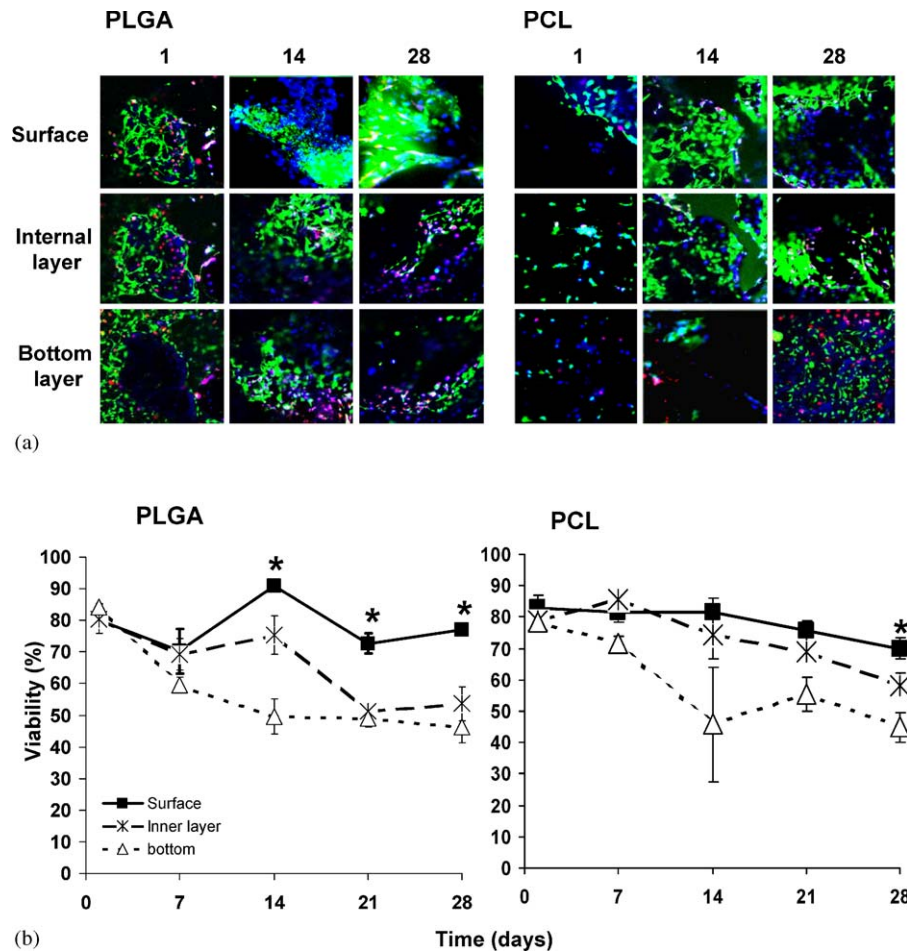 PLGA PCL
1 14 28 1 14 28
Surface
Internal
layer
Bottom
layer
(a)
PLGA
PCL
Viability (%)
100
90
80
70
60
50
40
30
20
10
0
* * *
Surface
Inner layer
bottom
0 7 14 21 28
100
90
80
70
60
50
40
30
20
10
0
*
0 7 14 21 28
(b) Time (days)